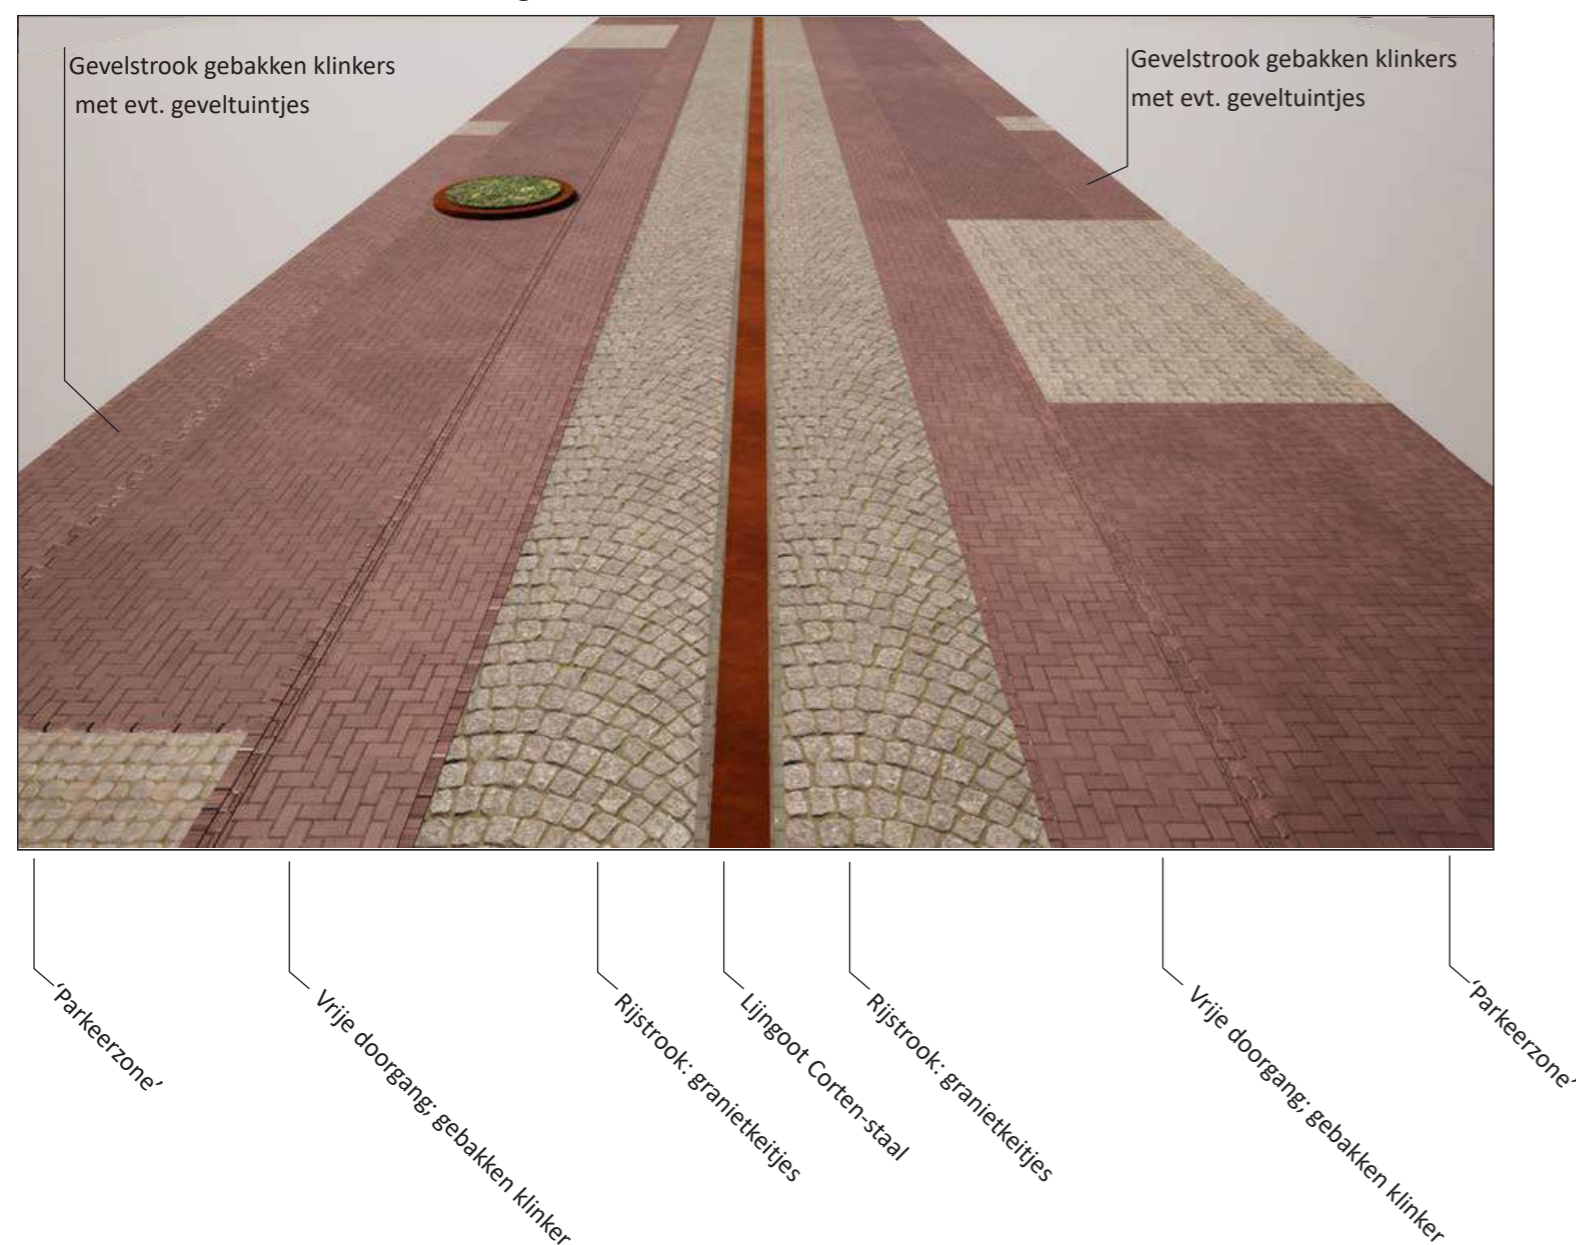 Gevelstrook gebakken klinkers
met evt. geveltuintjes
Gevelstrook gebakken klinkers
met evt. geveltuintjes
‘Parkeerzone’
Vrije doorgang; gebakken klinker
Rijstrook: granietkeitjes
Lijngoot Corten-staal
Rijstrook: granietkeitjes
Vrije doorgang; gebakken klinker
‘Parkeerzone’